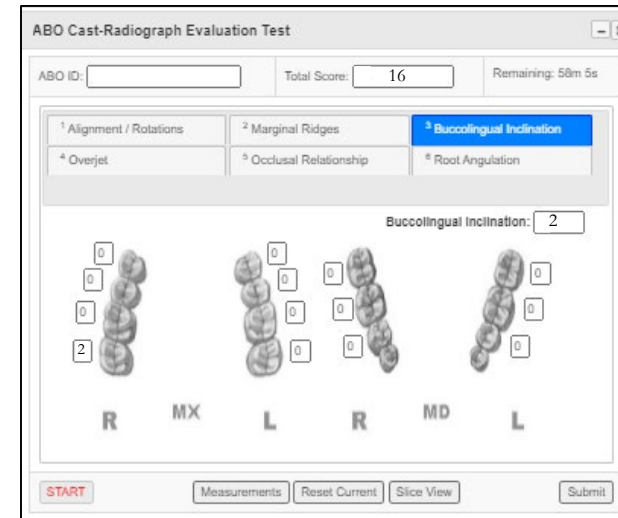 ABO Cast-Radiograph Evaluation Test
ABO ID: Total Score: 16 Remaining: 58m 5s
1 Alignment / Rotations 2 Marginal Ridges 3 Buccolingual Inclination
4 Overjet 5 Occlusal Relationship 6 Root Angulation
Buccolingual Inclination: 2
0 0
0 0 0 0
0 0 0 0
2 0 0 0
R MX L R MD L
START Measurements Reset Current Slice View Submit